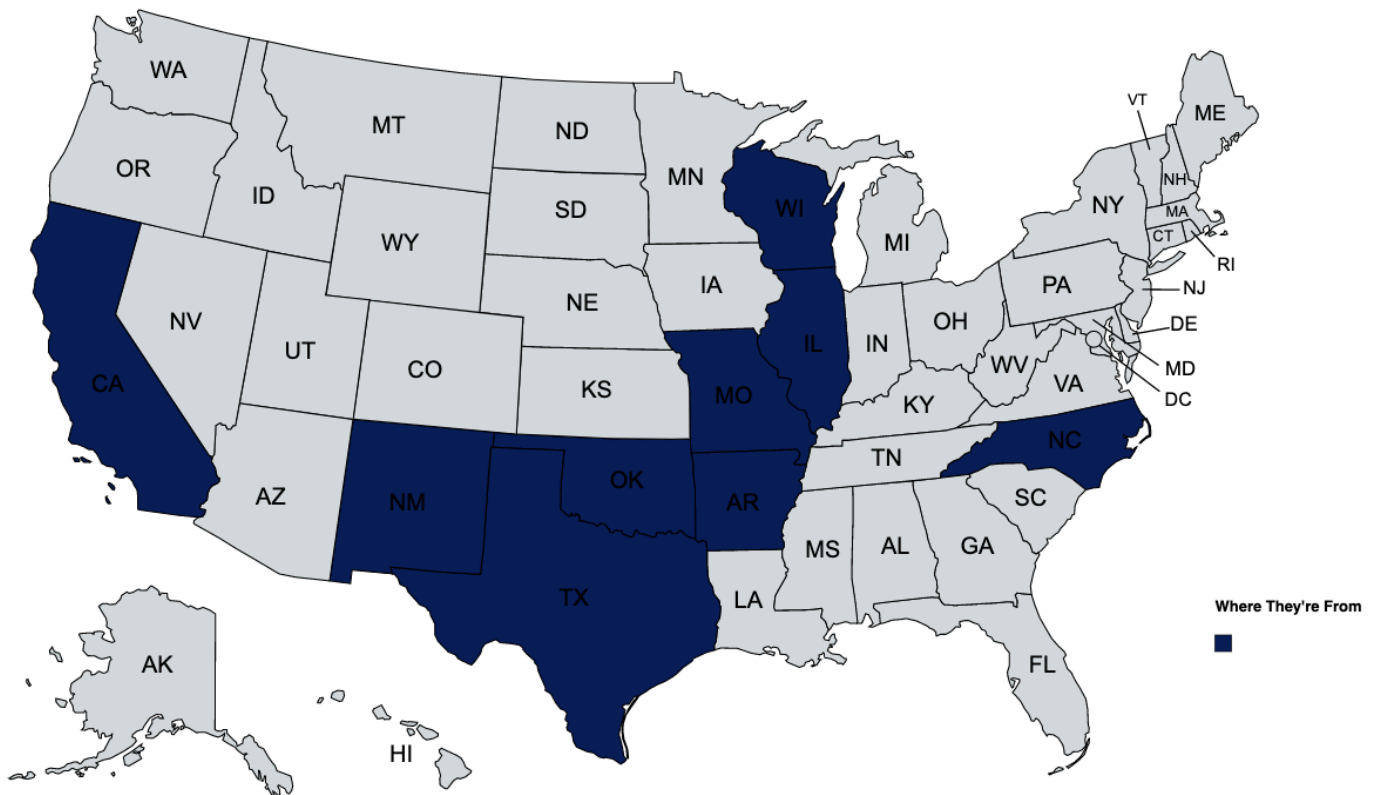 WA
MT
ND
MN
OR
ID
SD
WI
WY
MI
IA
NE
NV
UT
CO
KS
CA
MO
IL
IN
OH
WV
KY
VA
PA
NY
VT
NH
ME
MA
CT
RI
NJ
DE
MD
DC
NC
TN
SC
AZ
NM
OK
AR
TX
LA
MS
AL
GA
FL
AK
HI
Where They're From